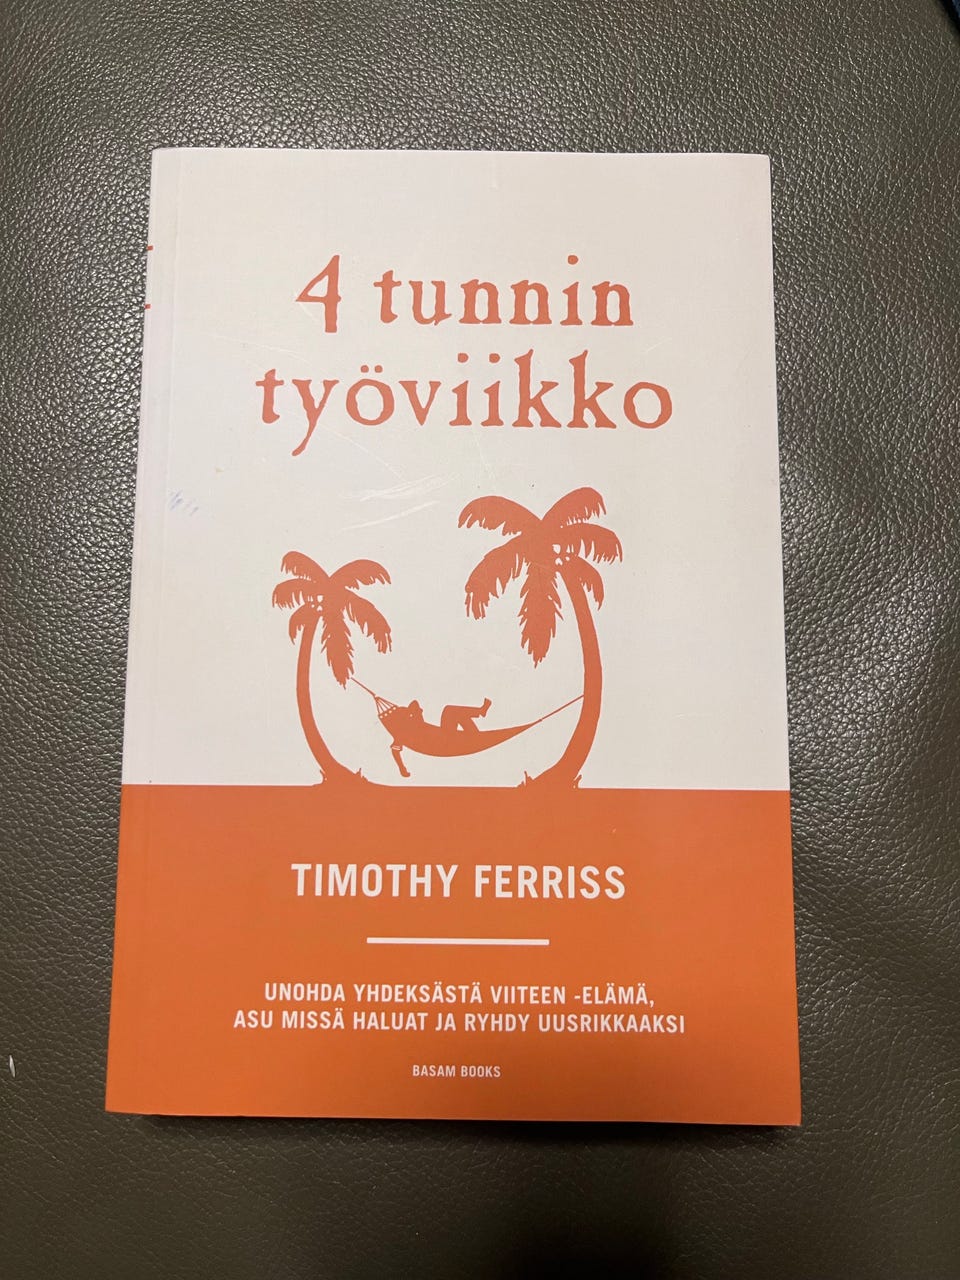 4 tunnin
työviikko
TIMOTHY FERRISS
UNOHDA YHDEKSÄSTÄ VIITEEN -ELÄMÄ,
ASU MISSÄ HALUAT JA RYHDY UUSRIKKAAKSI
BASAM BOOKS